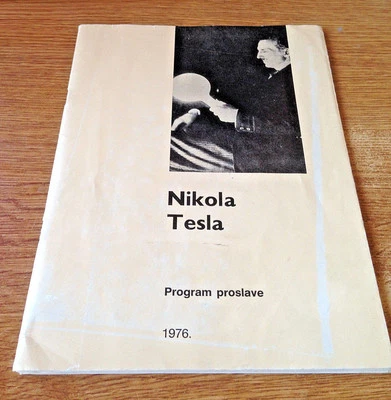 Nikola
Tesla
Program proslave
1976.